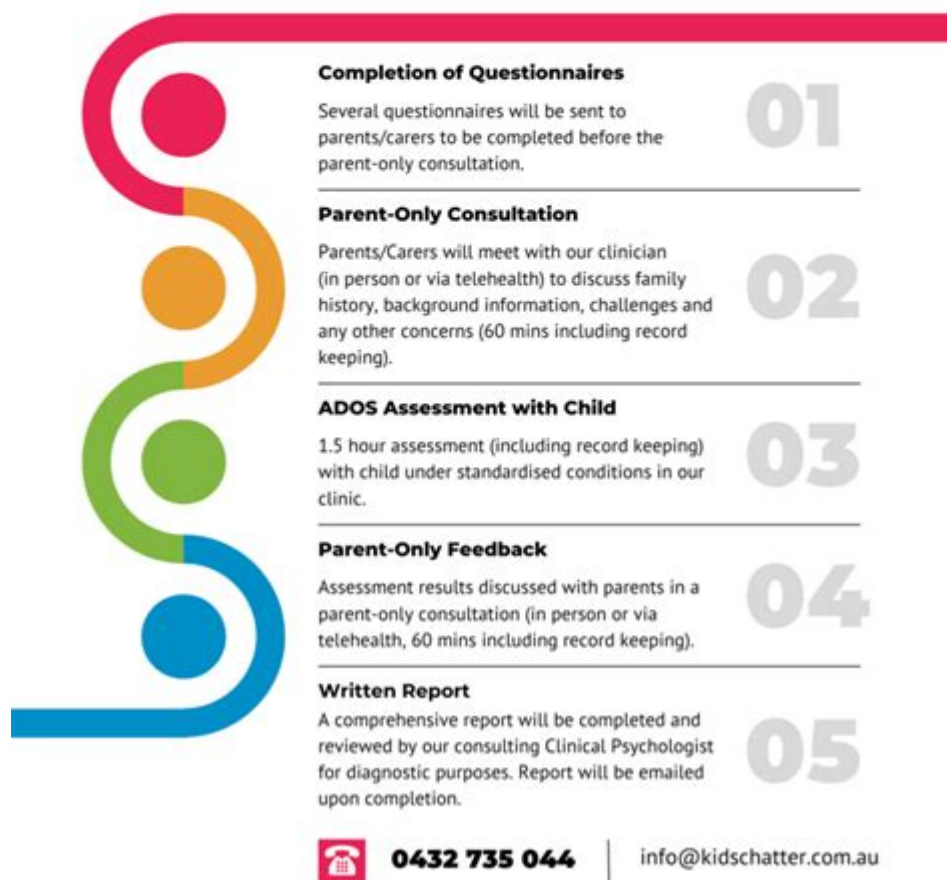 Completion of Questionnaires
01
Several questionnaires will be sent to
parents/carers to be completed before the
parent-only consultation.
Parent-Only Consultation
02
Parents/Carers will meet with our clinician
(in person or via telehealth) to discuss family
history, background information, challenges and
any other concerns (60 mins including record
keeping).
ADOS Assessment with Child
03
1.5 hour assessment (including record keeping)
with child under standardised conditions in our
clinic.
Parent-Only Feedback
04
Assessment results discussed with parents in a
parent-only consultation (in person or via
telehealth, 60 mins including record keeping).
Written Report
05
A comprehensive report will be completed and
reviewed by our consulting Clinical Psychologist
for diagnostic purposes. Report will be emailed
upon completion.
0432 735 044
info@kidschatter.com.au